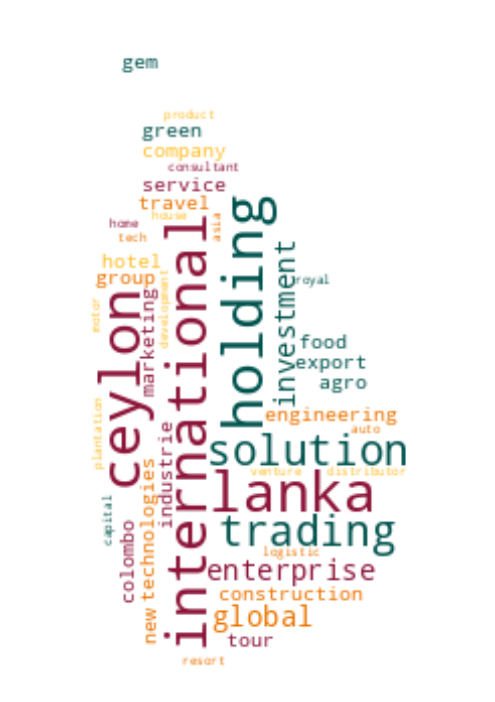 gem
product
green
company
consultant
service
travel
house
home
asia
tech
hotel
group
holding
international
investment
royal
ceylon
marketing
development
motor
food
export
agro
engineering
auto
plantation
industrie
solution
venture
distributor
lanka
capital
colombo
new
technologies
trading
logistic
enterprise
construction
global
tour
resort